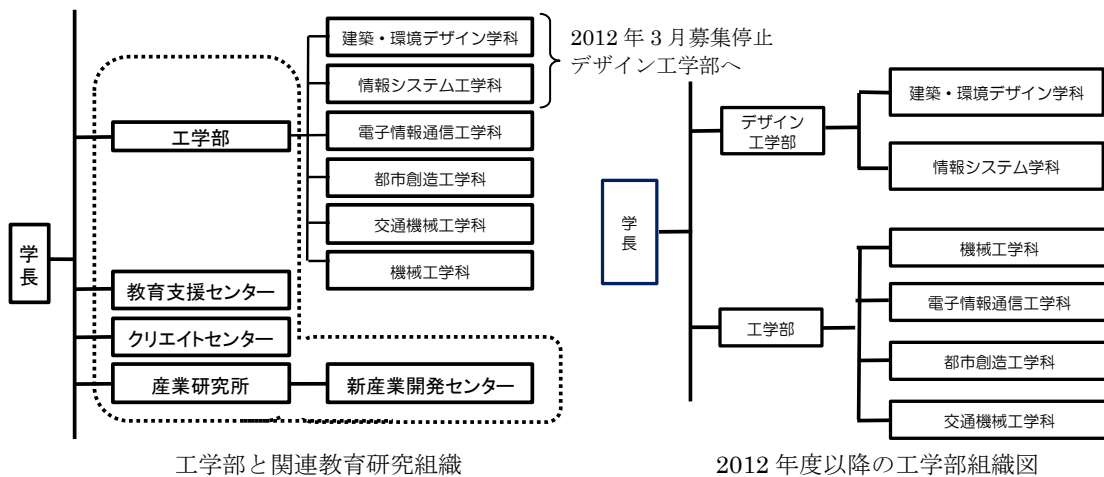 学長
工学部
教育支援センター
クリエイトセンター
産業研究所
新産業開発センター
建築・環境デザイン学科
情報システム工学科
電子情報通信工学科
都市創造工学科
交通機械工学科
機械工学科
2012 年 3 月募集停止
デザイン工学部へ
工学部と関連教育研究組織
学長
デザイン
工学部
建築・環境デザイン学科
情報システム学科
工学部
機械工学科
電子情報通信工学科
都市創造工学科
交通機械工学科
2012 年度以降の工学部組織図